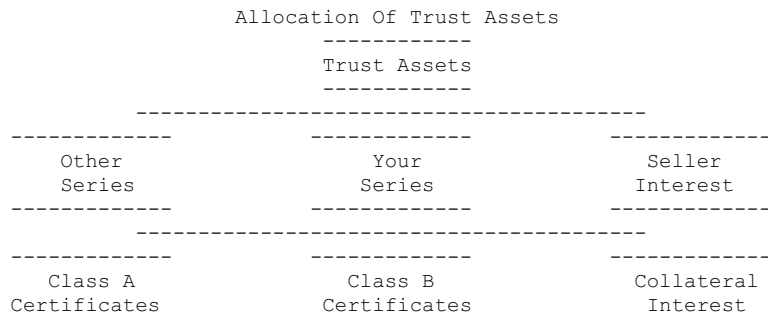 Allocation Of Trust Assets
------------
Trust Assets
------------
-----------------------------------------
------------- ------------- -------------
Other Your Seller
Series Series Interest
------------- ------------- -------------
-----------------------------------------
------------- ------------- -------------
Class A Class B Collateral
Certificates Certificates Interest